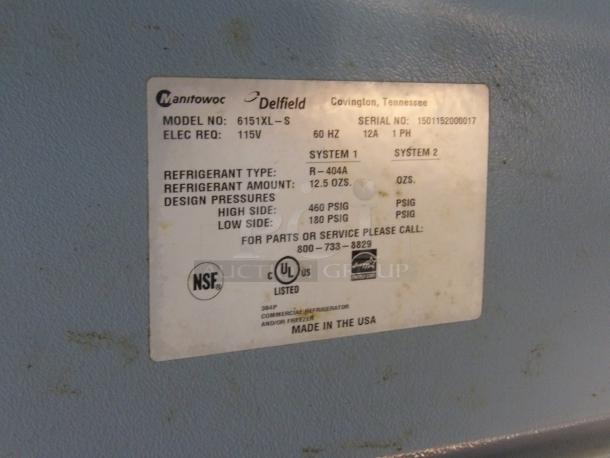 Manitowoc Delfield Covington, Tennessee
MODEL NO: 6151XL-S SERIAL NO: 1501152000017
ELEC REQ: 115V 60 HZ 12A 1 PH
SYSTEM 1 SYSTEM 2
REFRIGERANT TYPE: R-404A
REFRIGERANT AMOUNT: 12.5 OZS. OZS.
DESIGN PRESSURES
HIGH SIDE: 460 PSIG PSIG
LOW SIDE: 180 PSIG PSIG
FOR PARTS OR SERVICE PLEASE CALL:
800-733-8829
NSF®
C UL US
LISTED
AUCTION GROUP
384P
COMMERCIAL REFRIGERATOR
AND/OR FREEZER
MADE IN THE USA